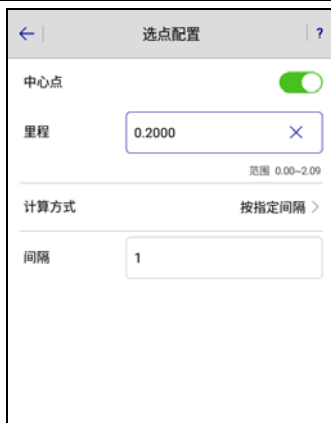 选点配置 ?
中心点
里程 0.2000
范围 0.00~2.09
计算方式 按指定间隔
间隔 1